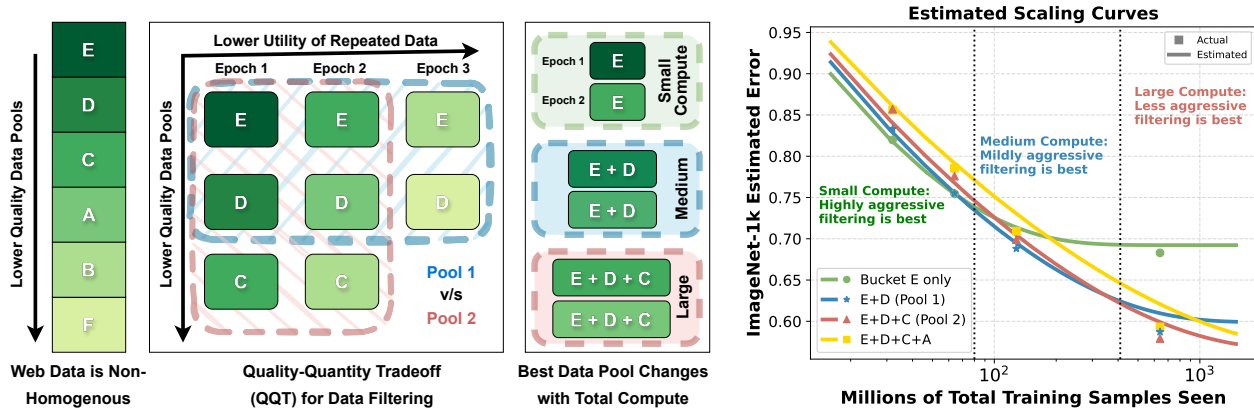 Lower Quality Data Pools
E
D
C
A
B
F
Web Data is Non-
Homogenous
Lower Utility of Repeated Data
Epoch 1 Epoch 2 Epoch 3
Lower Quality Data Pools
E E E
D D D
C C
Pool 1
v/s
Pool 2
Quality-Quantity Tradeoff
(QQT) for Data Filtering
Epoch 1 E
Epoch 2 E
Small
Compute
E + D
E + D
Medium
E + D + C
E + D + C
Large
Best Data Pool Changes
with Total Compute
Estimated Scaling Curves
ImageNet-1k Estimated Error
0.95
0.90
0.85
0.80
0.75
0.70
0.65
0.60
Actual
Estimated
Large Compute:
Less aggressive
filtering is best
Medium Compute:
Mildly aggressive
filtering is best
Small Compute:
Highly aggressive
filtering is best
Bucket E only
E+D (Pool 1)
E+D+C (Pool 2)
E+D+C+A
10² 10³
Millions of Total Training Samples Seen